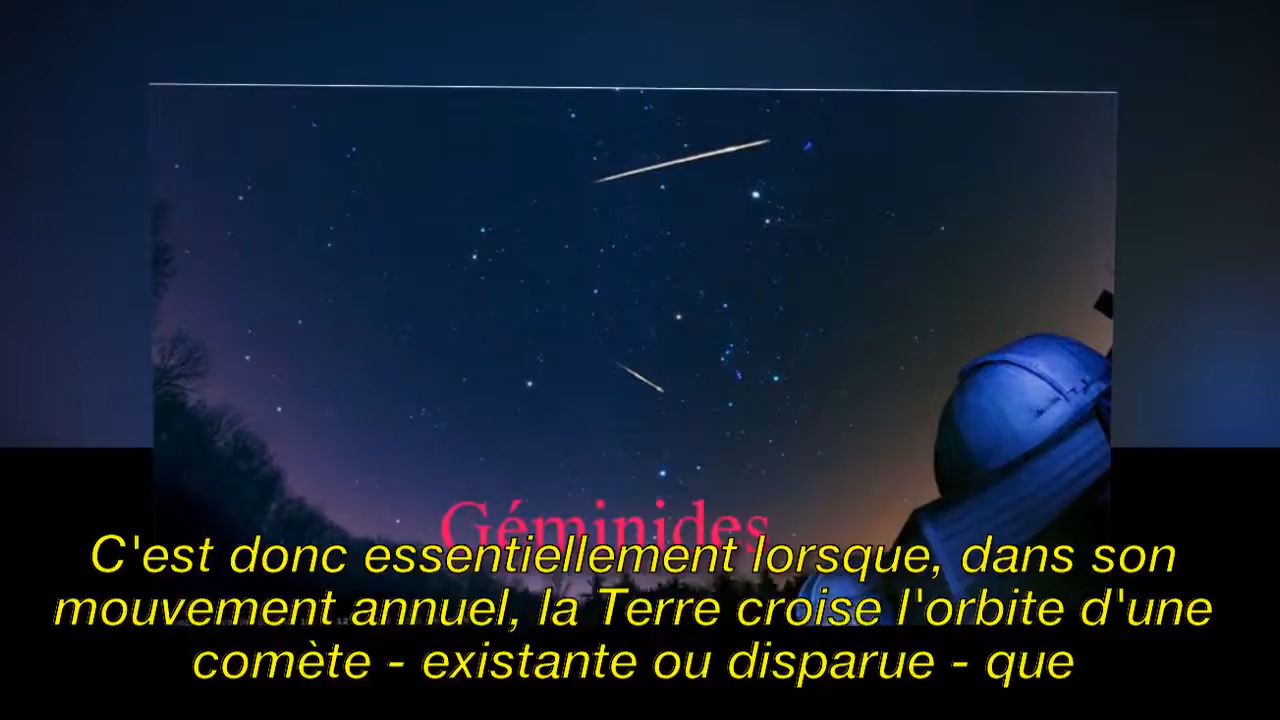 Géminides
C'est donc essentiellement lorsque, dans son
mouvement annuel, la Terre croise l'orbite d'une
comète - existante ou disparue - que